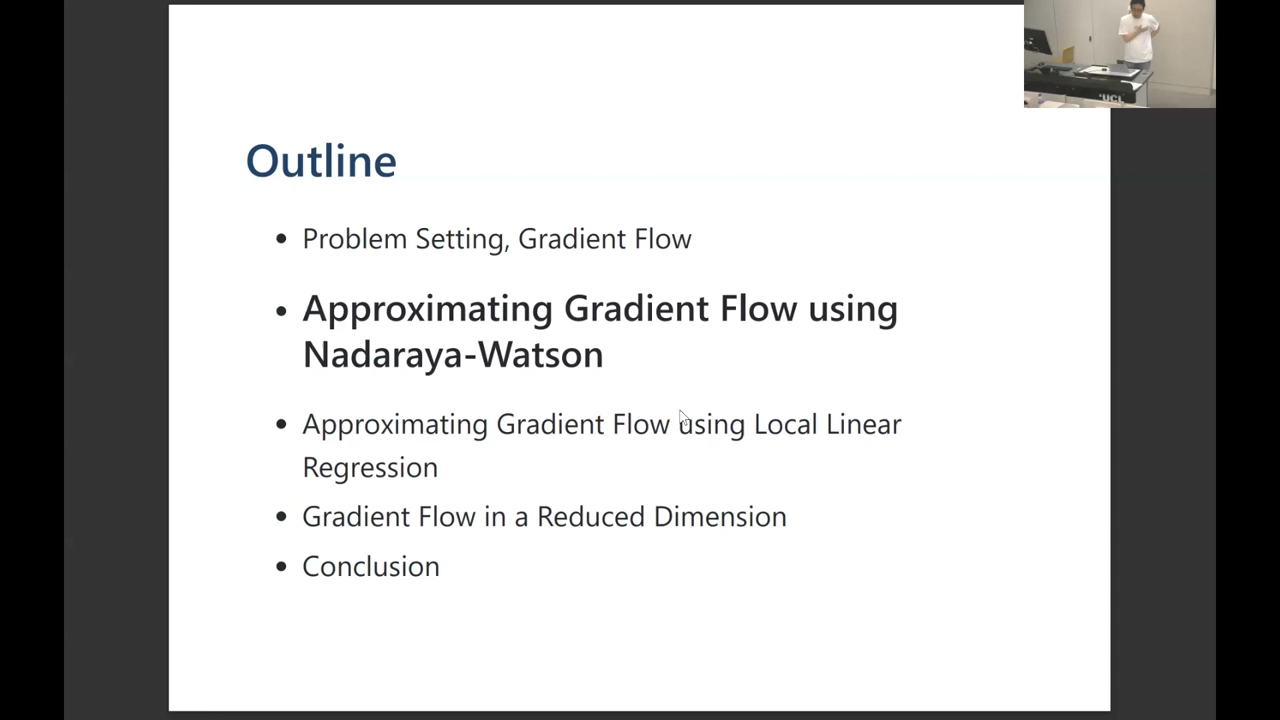 Outline
• Problem Setting, Gradient Flow
• Approximating Gradient Flow using
Nadaraya-Watson
• Approximating Gradient Flow using Local Linear
Regression
• Gradient Flow in a Reduced Dimension
• Conclusion
UCL